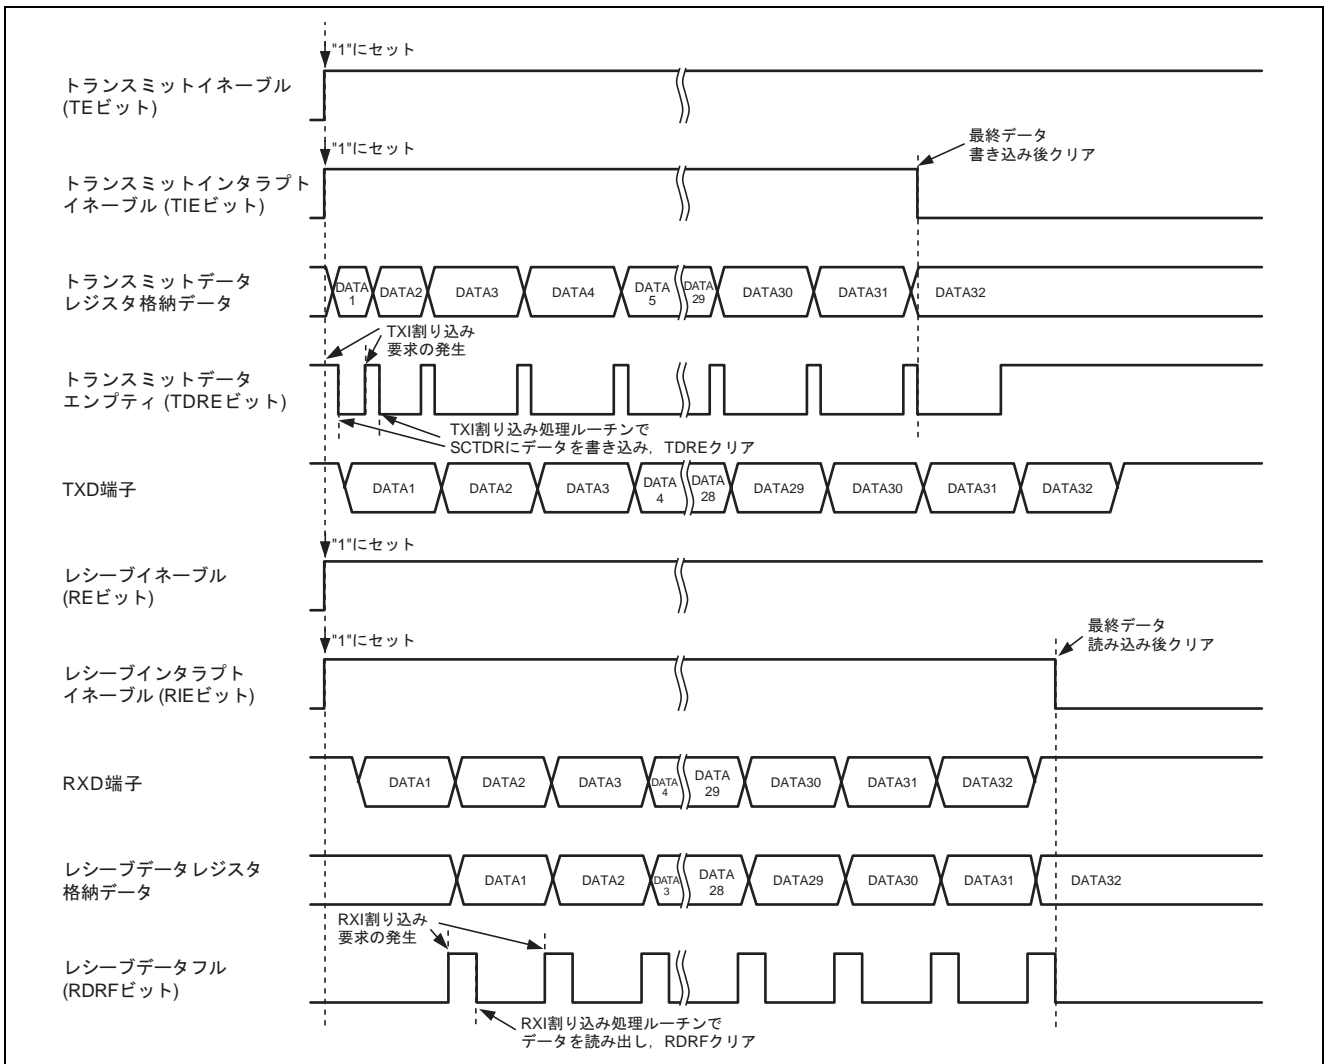 "1"にセット
トランスミットイネーブル
(TEビット)
"1"にセット
最終データ
書き込み後クリア
トランスミットインタラプト
イネーブル (TIEビット)
トランスミットデータ
レジスタ格納データ
DATA
1
DATA2
DATA3
DATA4
DATA
5
DATA
29
DATA30
DATA31
DATA32
TXI割り込み
要求の発生
トランスミットデータ
エンプティ (TDREビット)
TXI割り込み処理ルーチンで
SCTDRにデータを書き込み，TDREクリア
TXD端子
DATA1
DATA2
DATA3
DATA
4
DATA
28
DATA29
DATA30
DATA31
DATA32
"1"にセット
レシーブイネーブル
(REビット)
"1"にセット
最終データ
読み込み後クリア
レシーブインタラプト
イネーブル (RIEビット)
RXD端子
DATA1
DATA2
DATA3
DATA
4
DATA
29
DATA30
DATA31
DATA32
レシーブデータレジスタ
格納データ
DATA1
DATA2
DATA
3
DATA
28
DATA29
DATA30
DATA31
DATA32
RXI割り込み
要求の発生
レシーブデータフル
(RDRFビット)
RXI割り込み処理ルーチンで
データを読み出し，RDRFクリア